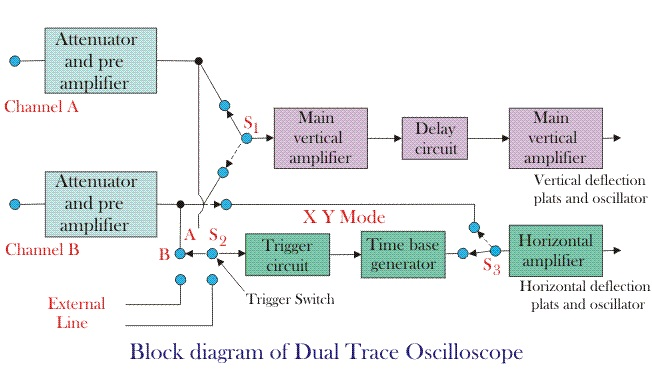 Attenuator
and pre
amplifier
Channel A
S1
Main
vertical
amplifier
Delay
circuit
Main
vertical
amplifier
Vertical deflection
plats and oscillator
Attenuator
and pre
amplifier
Channel B
X Y Mode
A
S2
B
Trigger
circuit
Time base
generator
S3
Horizontal
amplifier
Horizontal deflection
plats and oscillator
Trigger Switch
External
Line
Block diagram of Dual Trace Oscilloscope